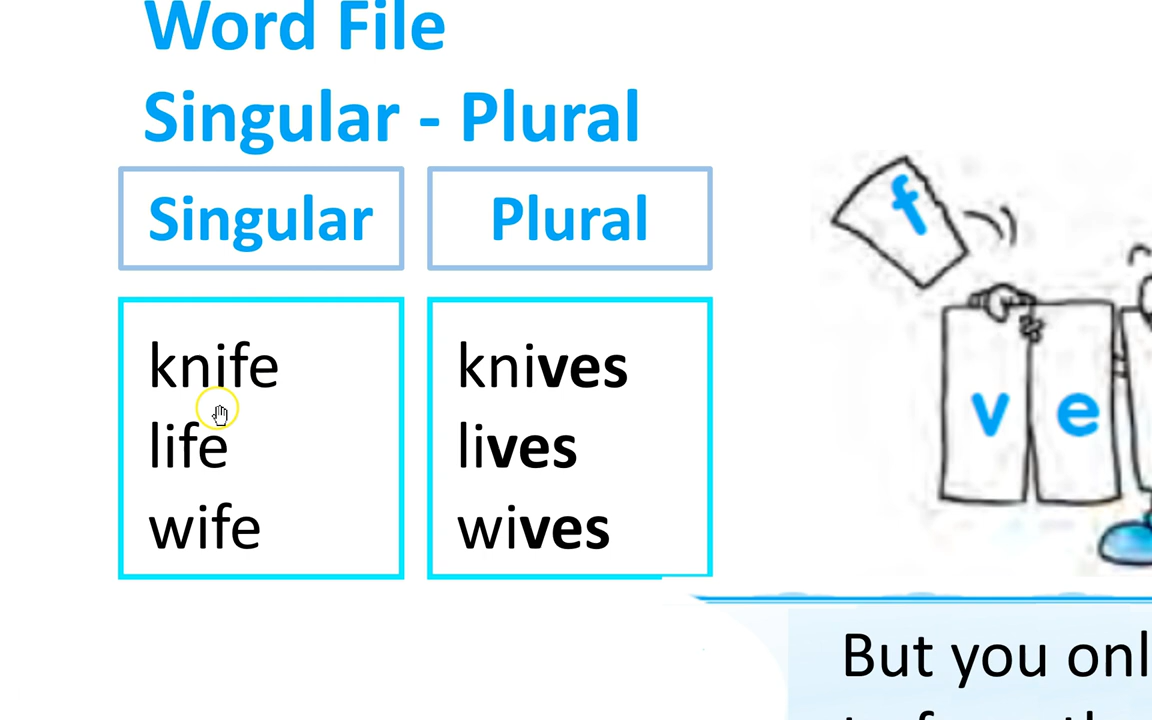 Word File
Singular - Plural
Singular Plural
knife knives
life lives
wife wives
f
v e
But you onl